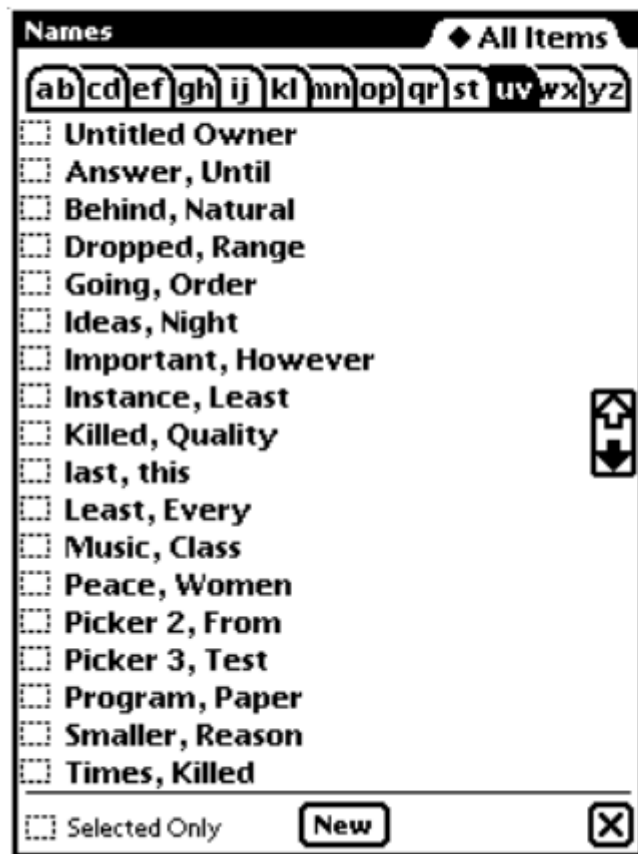 Names
◆ All Items
ab cd ef gh ij kl mn op qr st uv wx yz
Untitled Owner
Answer, Until
Behind, Natural
Dropped, Range
Going, Order
Ideas, Night
Important, However
Instance, Least
Killed, Quality
last, this
Least, Every
Music, Class
Peace, Women
Picker 2, From
Picker 3, Test
Program, Paper
Smaller, Reason
Times, Killed
Selected Only New X